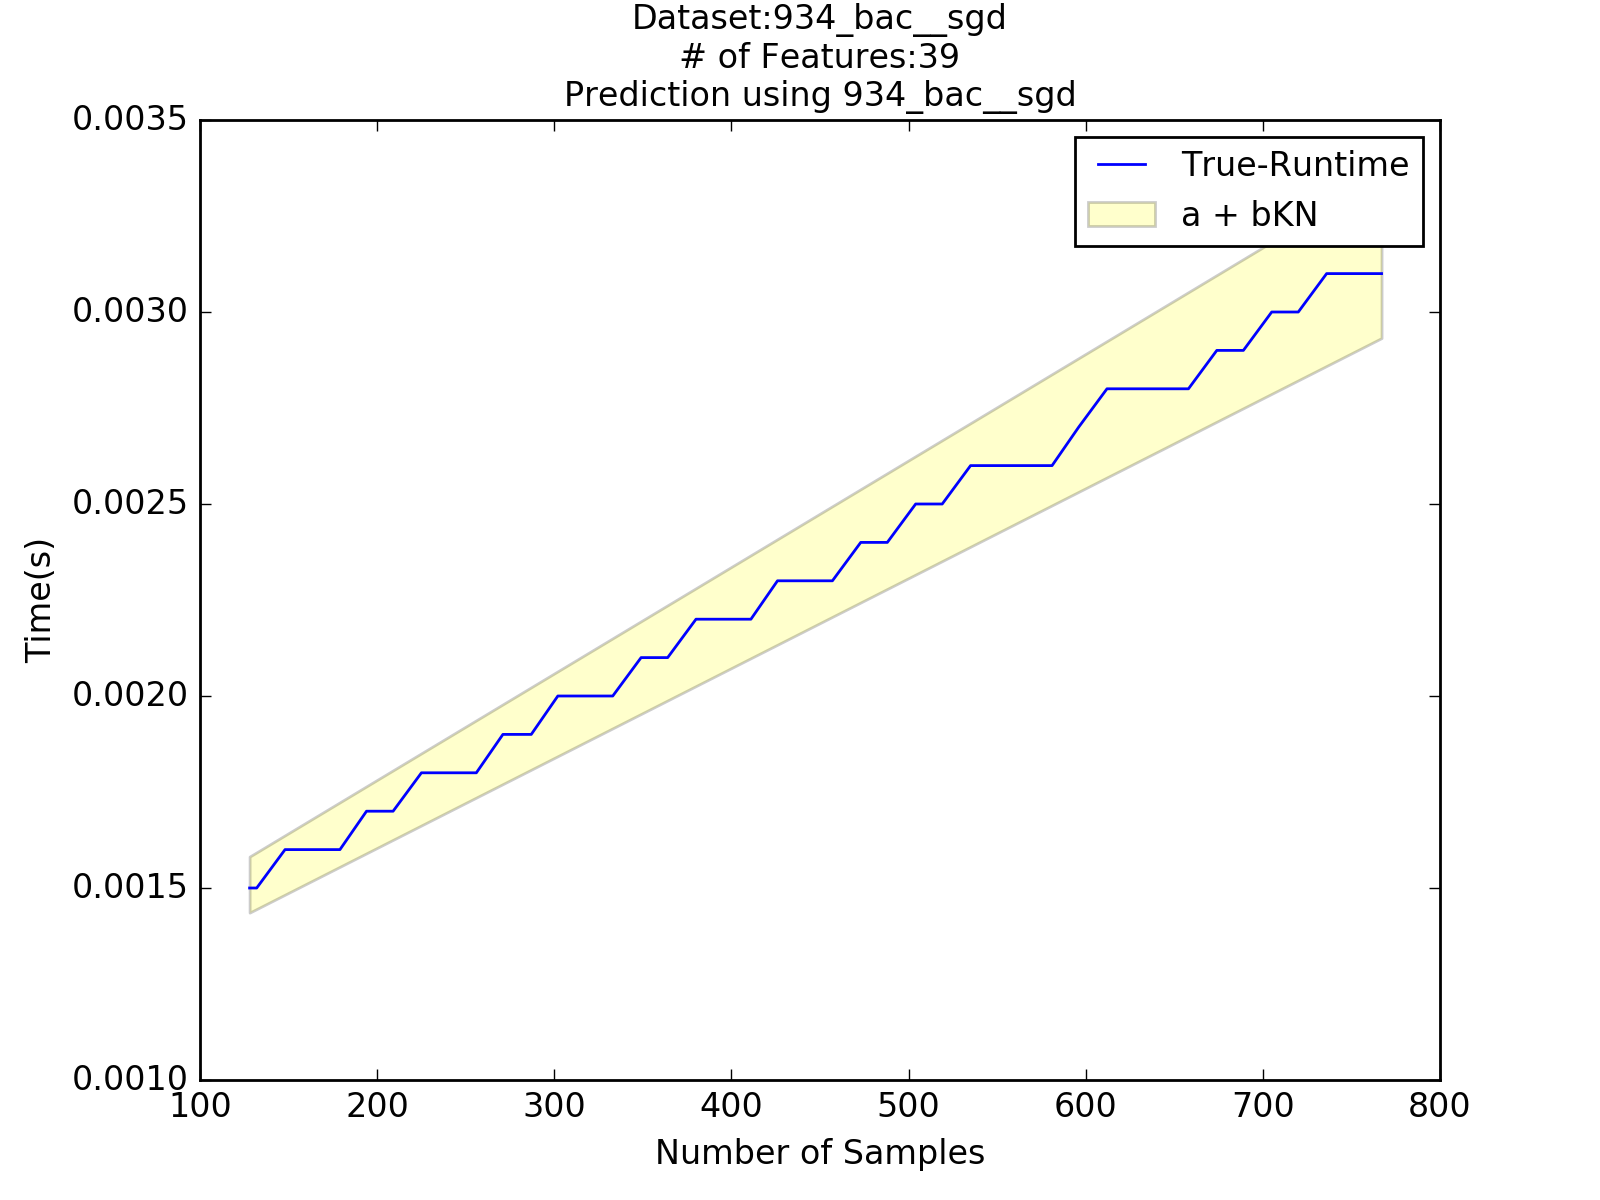 Dataset:934_bac__sgd
# of Features:39
Prediction using 934_bac__sgd
0.0035
True-Runtime
a + bKN
0.0030
0.0025
Time(s)
0.0020
0.0015
0.0010
100 200 300 400 500 600 700 800
Number of Samples